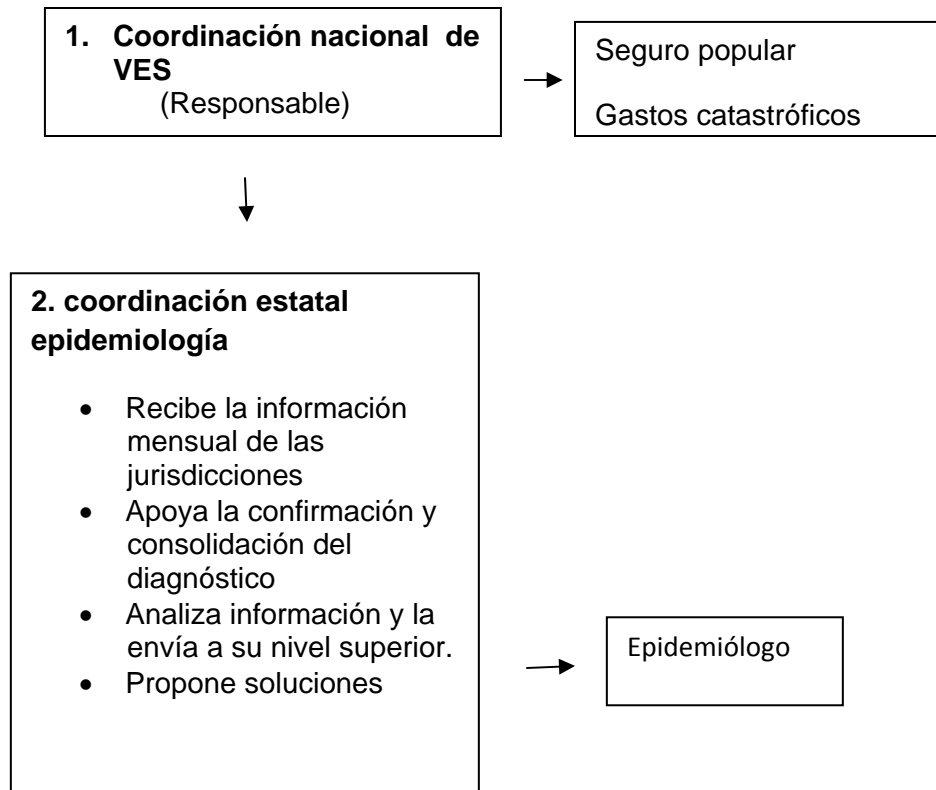 1. Coordinación nacional de
VES
(Responsable)
Seguro popular
Gastos catastróficos
2. coordinación estatal
epidemiología
• Recibe la información
mensual de las
jurisdicciones
• Apoya la confirmación y
consolidación del
diagnóstico
• Analiza información y la
envía a su nivel superior.
• Propone soluciones
Epidemiólogo